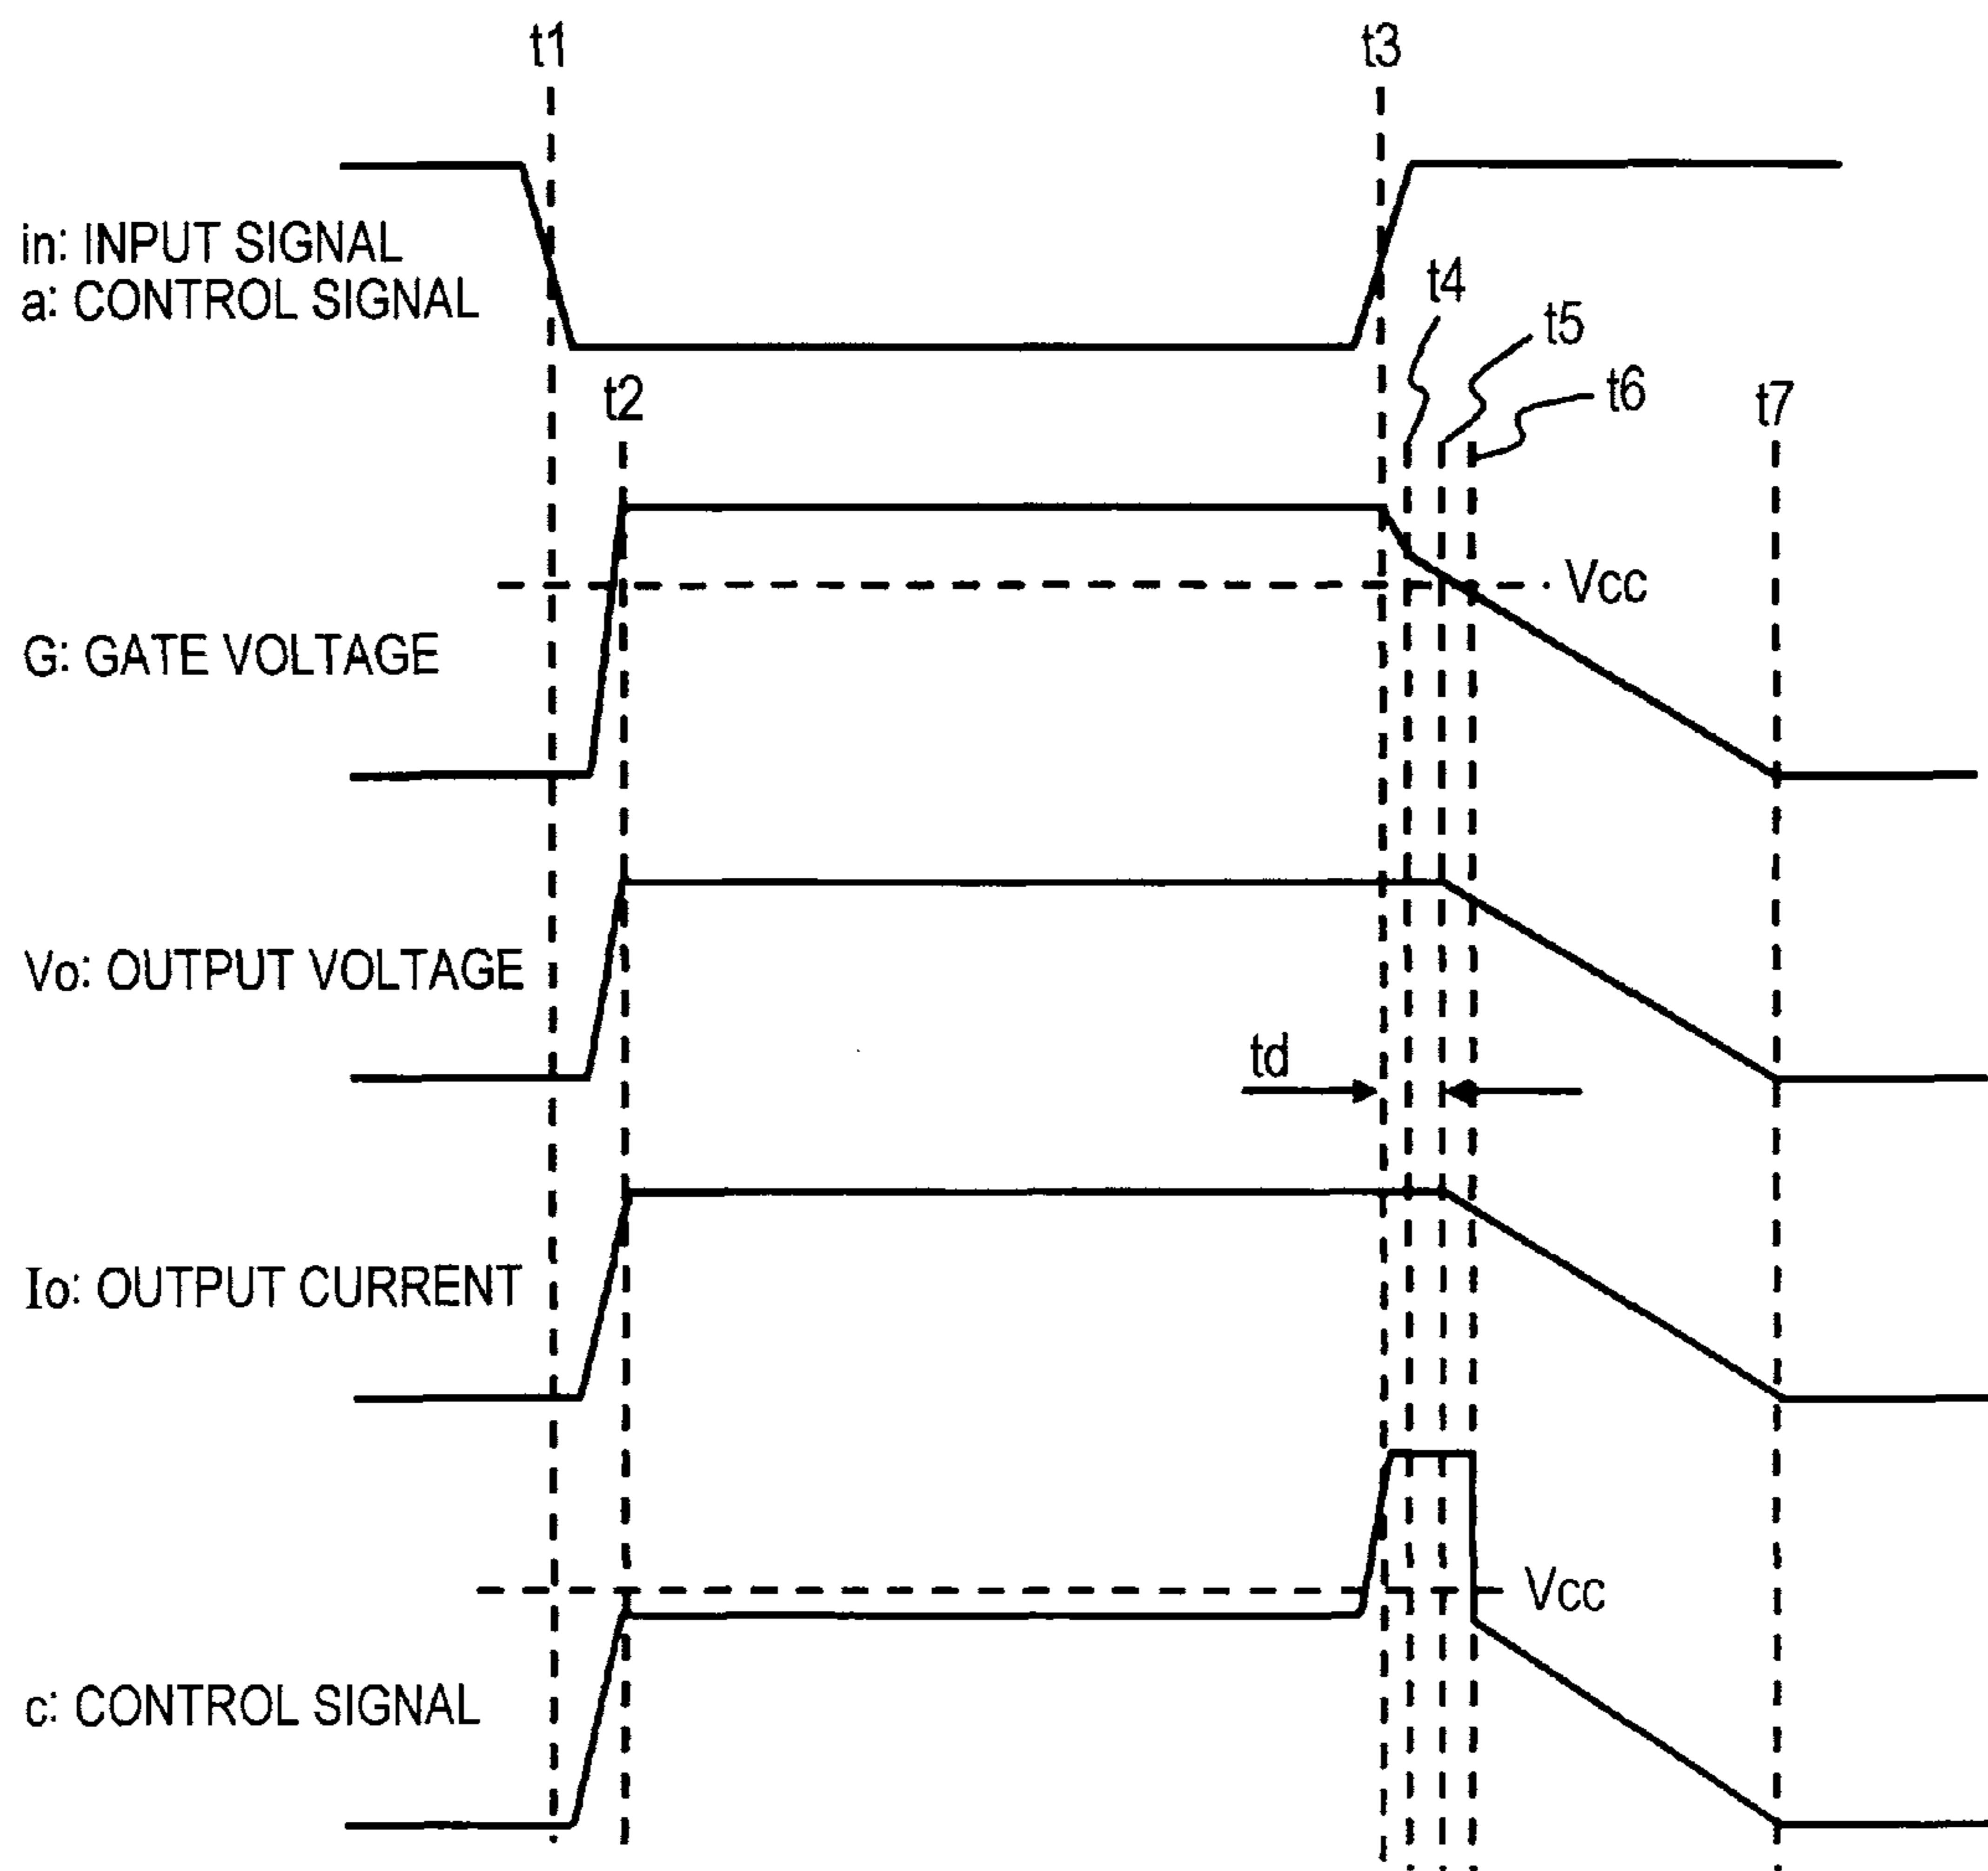 t1
t3
in: INPUT SIGNAL
a: CONTROL SIGNAL
t4
t5
t6
t2
t7
Vcc
G: GATE VOLTAGE
Vo: OUTPUT VOLTAGE
td
Io: OUTPUT CURRENT
Vcc
c: CONTROL SIGNAL